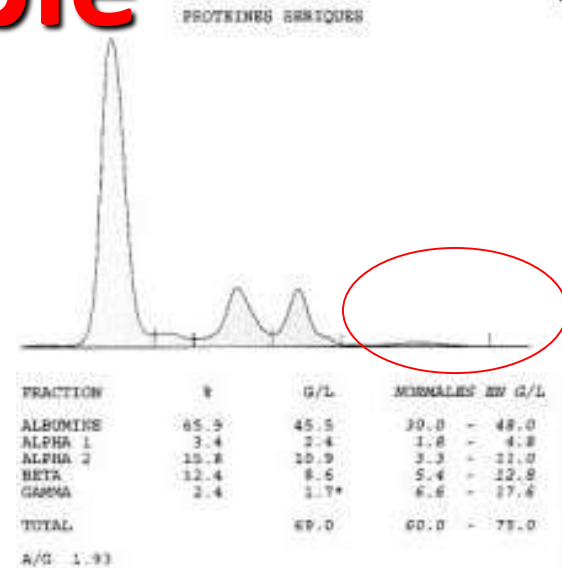 PROTEINES SERIQUES
FRACTION % G/L NORMALES EN G/L
ALBUMINE 65.9 45.5 30.0 - 48.0
ALPHA 1 3.4 2.4 1.8 - 4.8
ALPHA 2 15.8 10.9 3.3 - 11.0
BETA 12.4 8.6 5.4 - 12.8
GAMMA 2.4 1.7* 6.6 - 17.6
TOTAL 69.0 60.0 - 75.0
A/G 1.93